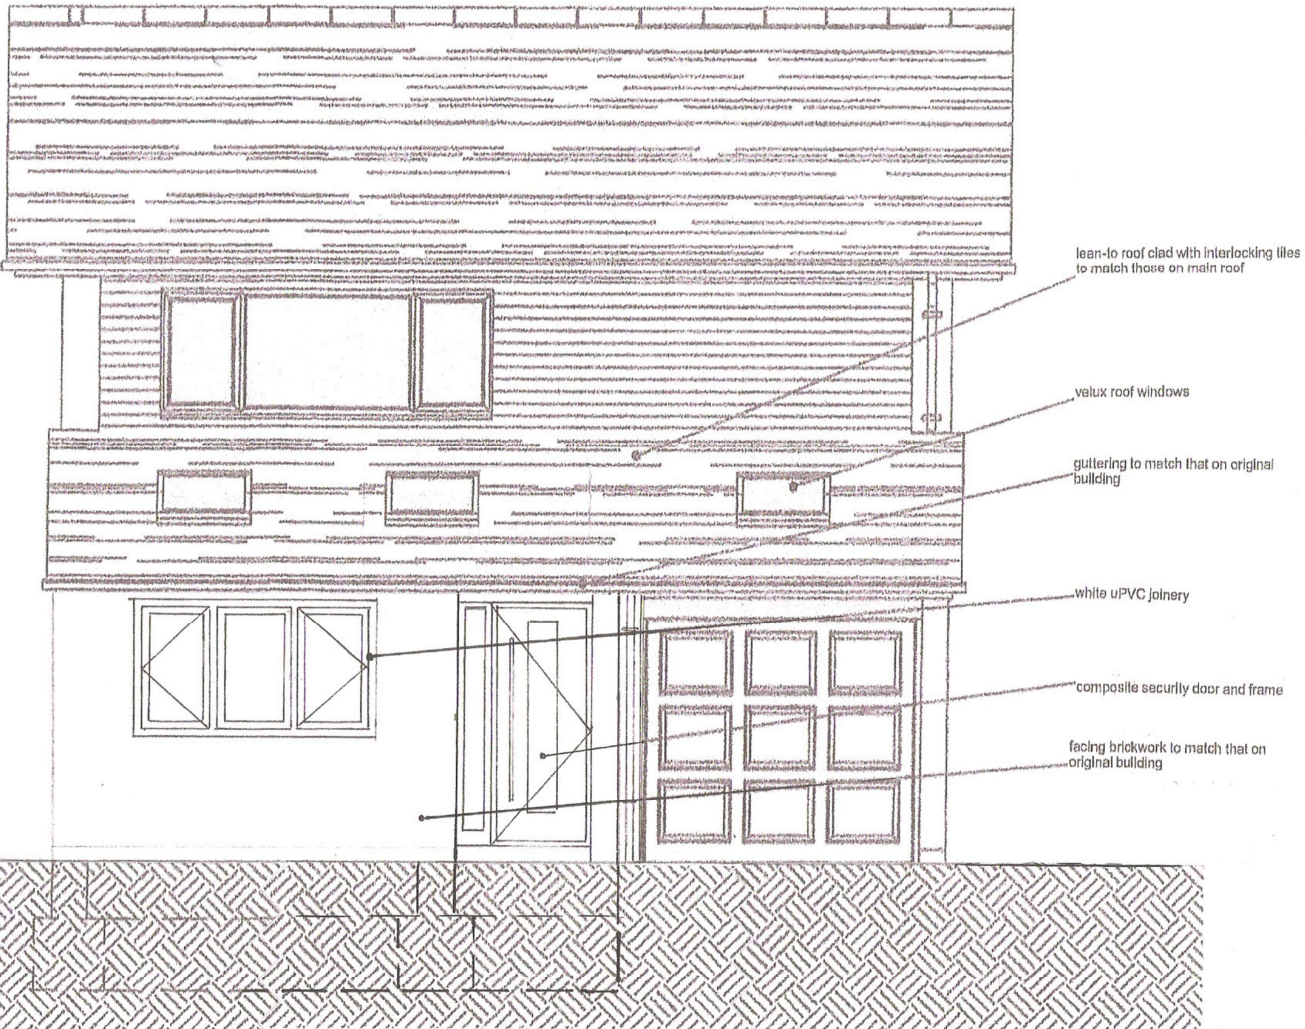 lean-to roof clad with interlocking tiles
to match those on main roof
velux roof windows
guttering to match that on original
building
white uPVC joinery
composite security door and frame
facing brickwork to match that on
original building